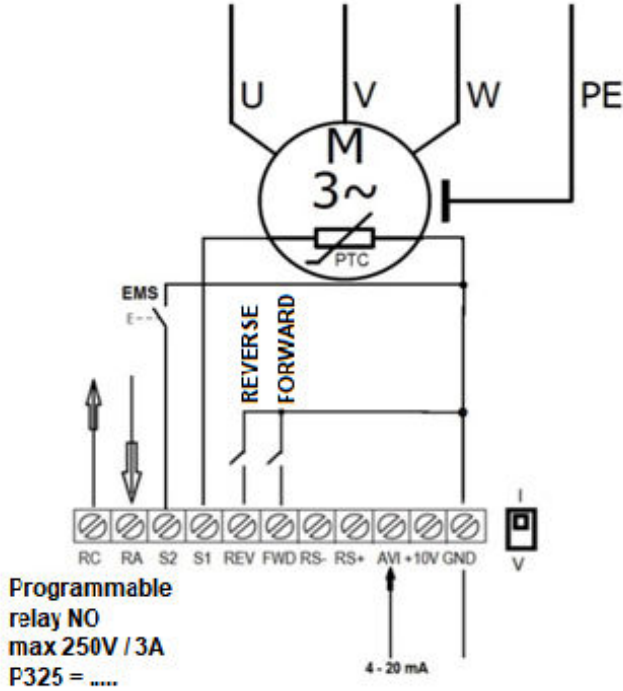 U V W PE
M
3~
PTC
EMS
E
REVERSE
FORWARD
I
RC RA S2 S1 REV FWD RS- RS+ AVI +10V GND
V
Programmable
relay NO
max 250V / 3A
P325 = .....
4 - 20 mA